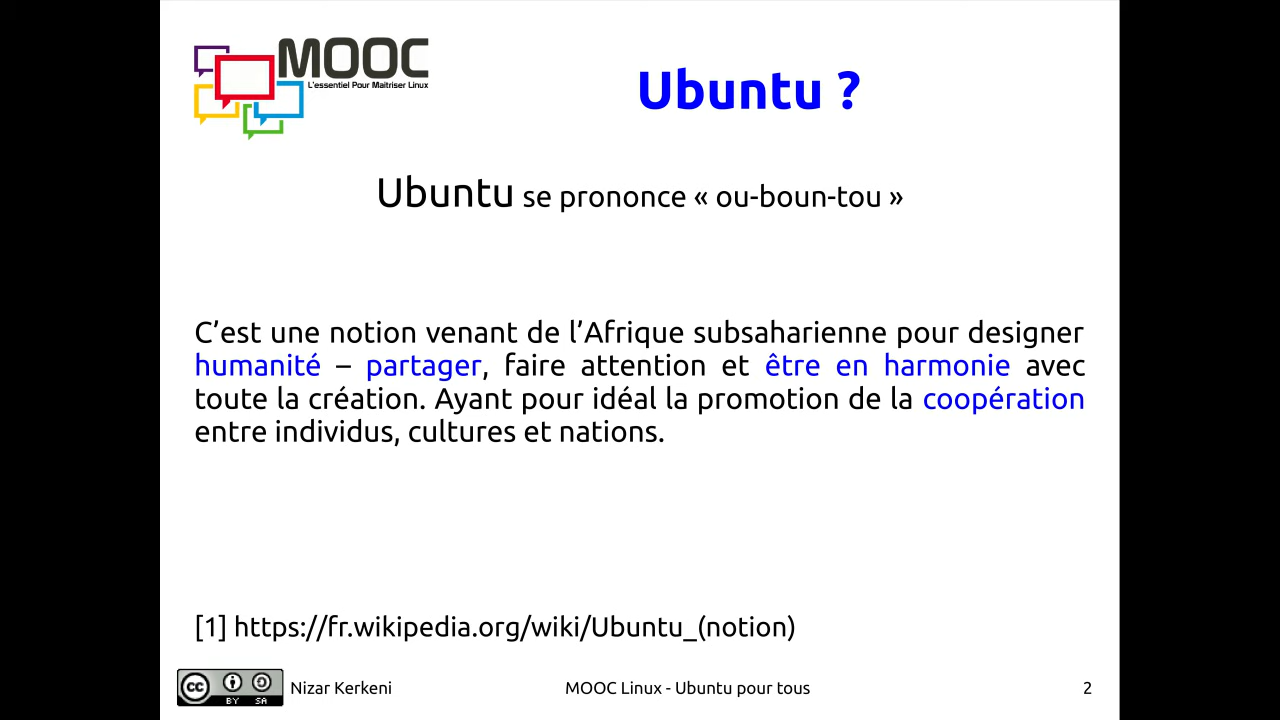 MOOC
L'essentiel Pour Maitriser Linux
Ubuntu ?
Ubuntu se prononce « ou-boun-tou »
C’est une notion venant de l’Afrique subsaharienne pour designer
humanité – partager, faire attention et être en harmonie avec
toute la création. Ayant pour idéal la promotion de la coopération
entre individus, cultures et nations.
[1] https://fr.wikipedia.org/wiki/Ubuntu_(notion)
cc BY SA Nizar Kerkeni MOOC Linux - Ubuntu pour tous 2